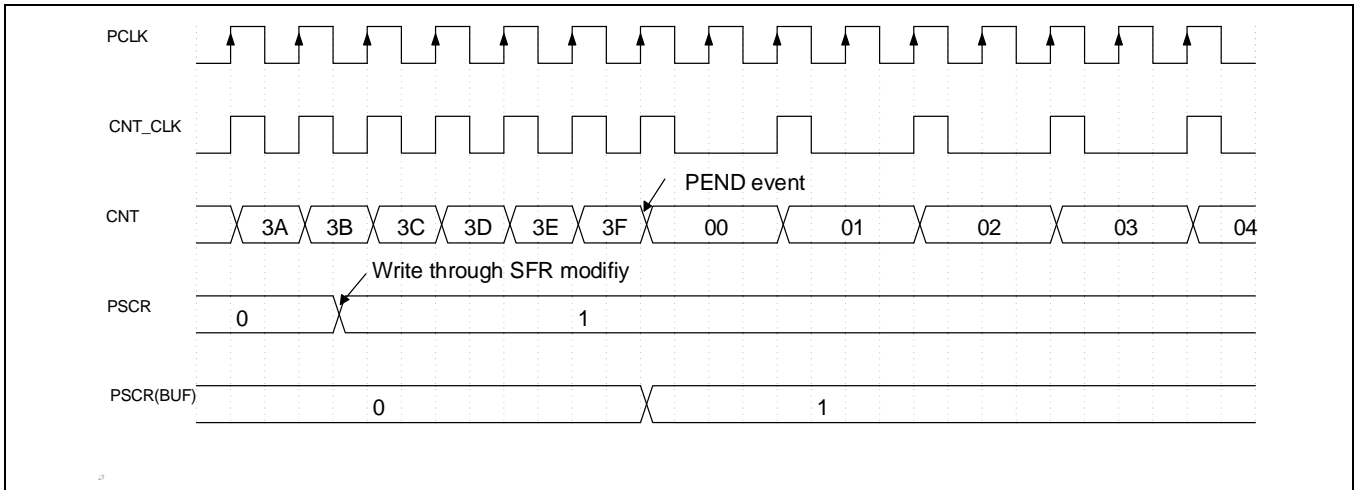 PCLK
CNT_CLK
PEND event
CNT
3A 3B 3C 3D 3E 3F 00 01 02 03 04
Write through SFR modifiy
PSCR
0 1
PSCR(BUF)
0 1